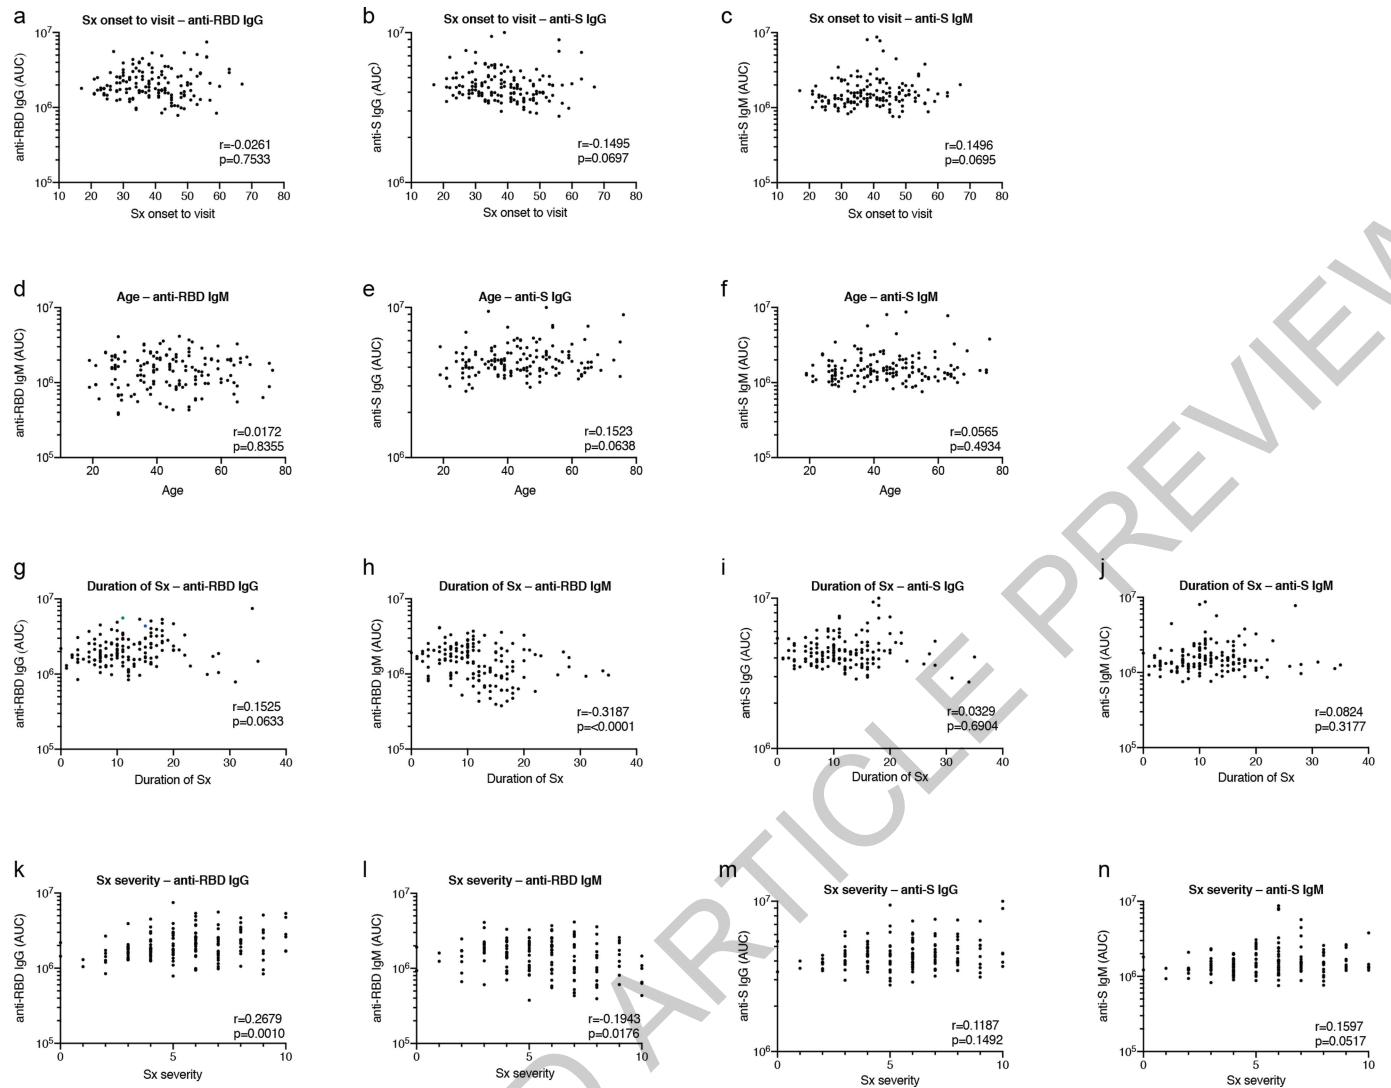 a
Sx onset to visit – anti-RBD IgG
anti-RBD IgG (AUC)
10^7
10^6
10^5
r=-0.0261
p=0.7533
10 20 30 40 50 60 70 80
Sx onset to visit
b
Sx onset to visit – anti-S IgG
anti-S IgG (AUC)
10^7
10^6
r=-0.1495
p=0.0697
10 20 30 40 50 60 70 80
Sx onset to visit
c
Sx onset to visit – anti-S IgM
anti-S IgM (AUC)
10^7
10^6
10^5
r=0.1496
p=0.0695
10 20 30 40 50 60 70 80
Sx onset to visit
d
Age – anti-RBD IgM
anti-RBD IgM (AUC)
10^7
10^6
10^5
r=0.0172
p=0.8355
20 40 60 80
Age
e
Age – anti-S IgG
anti-S IgG (AUC)
10^7
10^6
r=0.1523
p=0.0638
20 40 60 80
Age
f
Age – anti-S IgM
anti-S IgM (AUC)
10^7
10^6
10^5
r=0.0565
p=0.4934
20 40 60 80
Age
g
Duration of Sx – anti-RBD IgG
anti-RBD IgG (AUC)
10^7
10^6
10^5
r=0.1525
p=0.0633
0 10 20 30 40
Duration of Sx
h
Duration of Sx – anti-RBD IgM
anti-RBD IgM (AUC)
10^7
10^6
10^5
r=-0.3187
p=<0.0001
0 10 20 30 40
Duration of Sx
i
Duration of Sx – anti-S IgG
anti-S IgG (AUC)
10^7
10^6
r=0.0329
p=0.6904
0 10 20 30 40
Duration of Sx
j
Duration of Sx – anti-S IgM
anti-S IgM (AUC)
10^7
10^6
10^5
r=0.0824
p=0.3177
0 10 20 30 40
Duration of Sx
k
Sx severity – anti-RBD IgG
anti-RBD IgG (AUC)
10^7
10^6
10^5
r=0.2679
p=0.0010
0 5 10
Sx severity
l
Sx severity – anti-RBD IgM
anti-RBD IgM (AUC)
10^7
10^6
10^5
r=-0.1943
p=0.0176
0 5 10
Sx severity
m
Sx severity – anti-S IgG
anti-S IgG (AUC)
10^7
10^6
r=0.1187
p=0.1492
0 5 10
Sx severity
n
Sx severity – anti-S IgM
anti-S IgM (AUC)
10^7
10^6
10^5
r=0.1597
p=0.0517
0 5 10
Sx severity
D ARTICLE PREVIEW